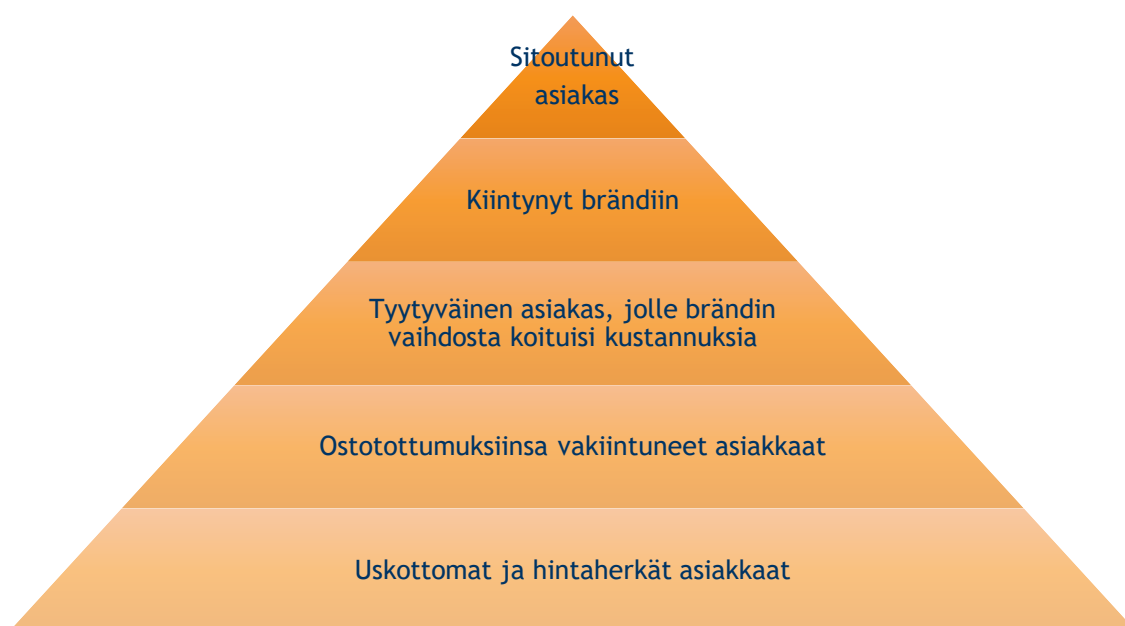 Sitoutunut
asiakas
Kiintynyt brändiin
Tyytyväinen asiakas, jolle brändin
vaihdosta koituisi kustannuksia
Ostotottumuksiinsa vakiintuneet asiakkaat
Uskottomat ja hintaherkät asiakkaat